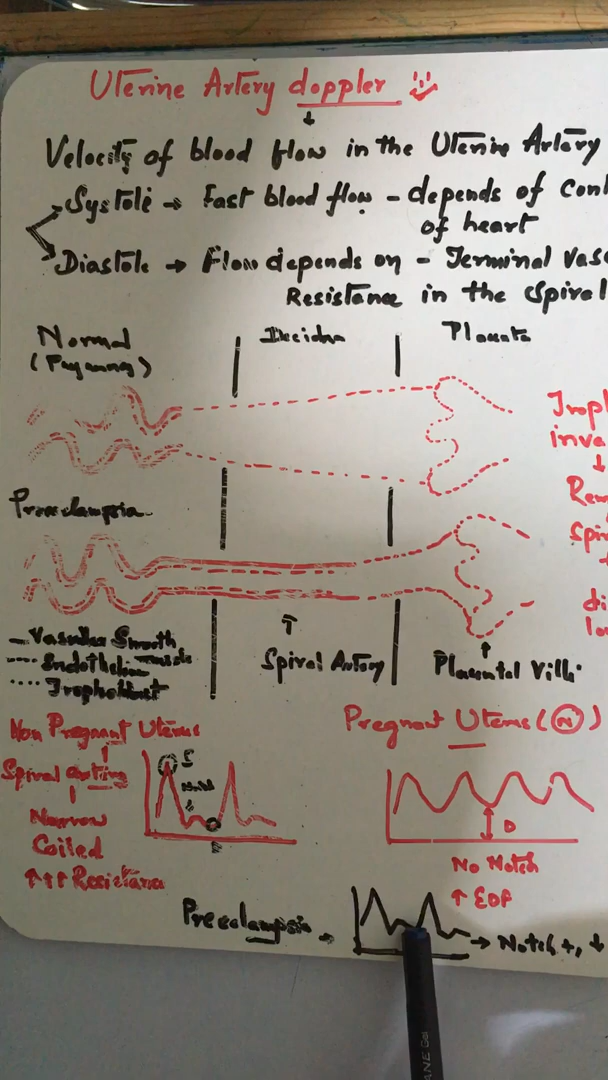 Uterine Artery doppler
Velocity of blood flow in the Uterine Artery
Systole → Fast blood flow - depends of
of heart
Diastole → Flow depends on - Terminal
Resistance in the Spiral
Normal
Decidua
Placenta
Preeclampsia
Vascular Smooth
muscle
Endothelium
Trophoblast
↑
Spiral Artery
Placental Villi
Non Pregnant Uterus
Spiral
Narrow
Coiled
↑↑↑ Resistance
S
Pregnant Uterus (N)
D
No Notch
↑ EDF
Preeclampsia → → Notch +, ↓